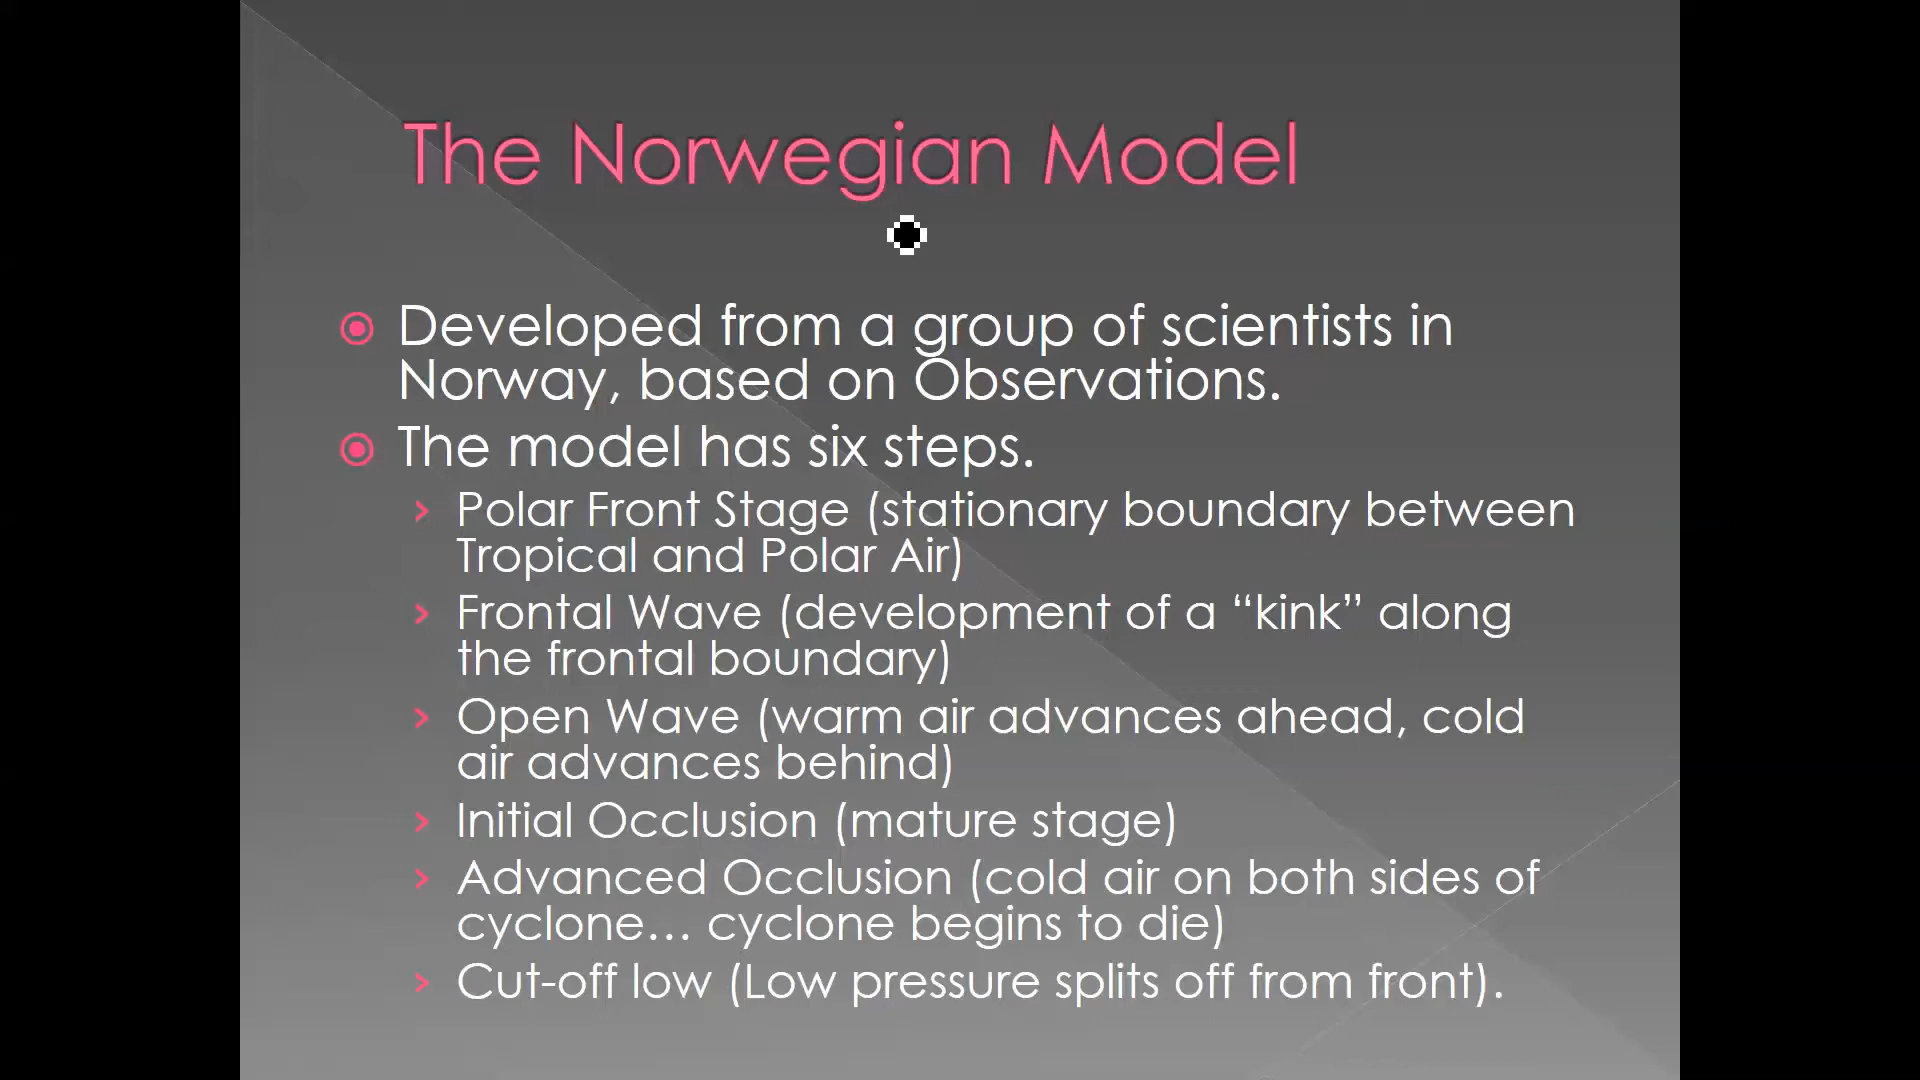 The Norwegian Model
Developed from a group of scientists in
Norway, based on Observations.
The model has six steps.
Polar Front Stage (stationary boundary between
Tropical and Polar Air)
Frontal Wave (development of a “kink” along
the frontal boundary)
Open Wave (warm air advances ahead, cold
air advances behind)
Initial Occlusion (mature stage)
Advanced Occlusion (cold air on both sides of
cyclone… cyclone begins to die)
Cut-off low (Low pressure splits off from front).